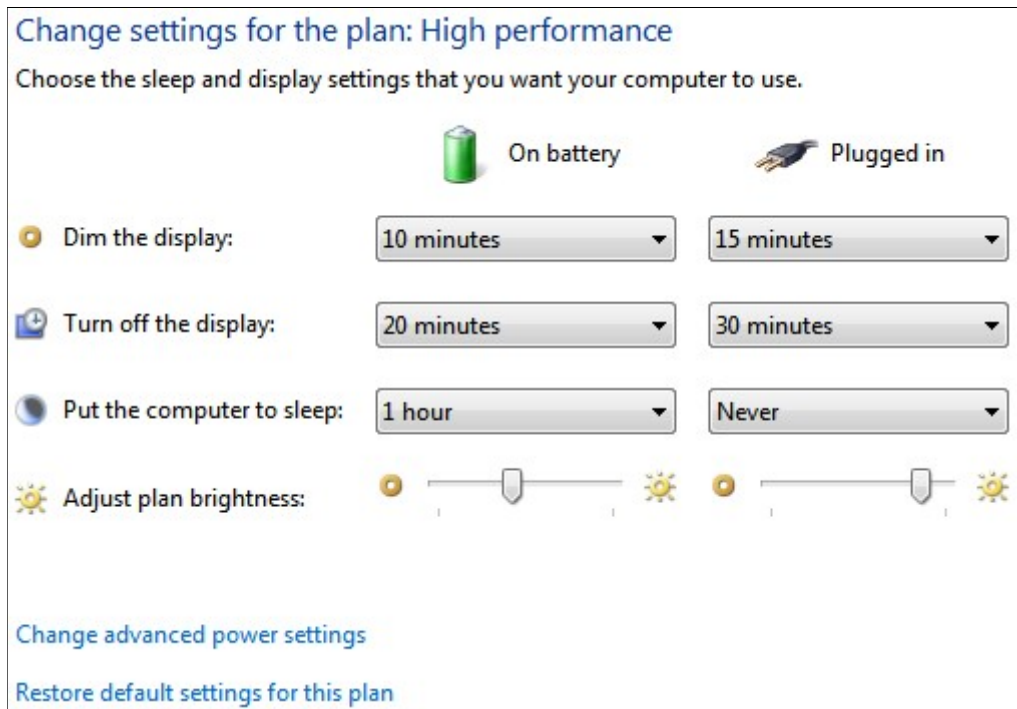 Change settings for the plan: High performance
Choose the sleep and display settings that you want your computer to use.
On battery Plugged in
Dim the display: 10 minutes 15 minutes
Turn off the display: 20 minutes 30 minutes
Put the computer to sleep: 1 hour Never
Adjust plan brightness:
Change advanced power settings
Restore default settings for this plan